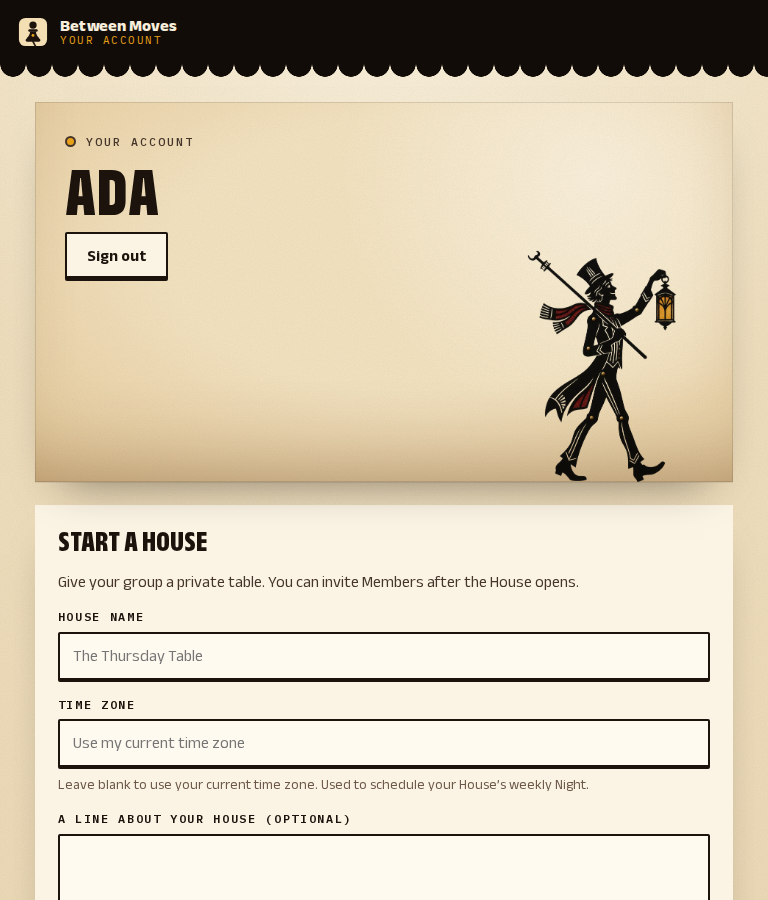 Between Moves
YOUR ACCOUNT
YOUR ACCOUNT
ADA
Sign out
START A HOUSE
Give your group a private table. You can invite Members after the House opens.
HOUSE NAME
The Thursday Table
TIME ZONE
Use my current time zone
Leave blank to use your current time zone. Used to schedule your House's weekly Night.
A LINE ABOUT YOUR HOUSE (OPTIONAL)